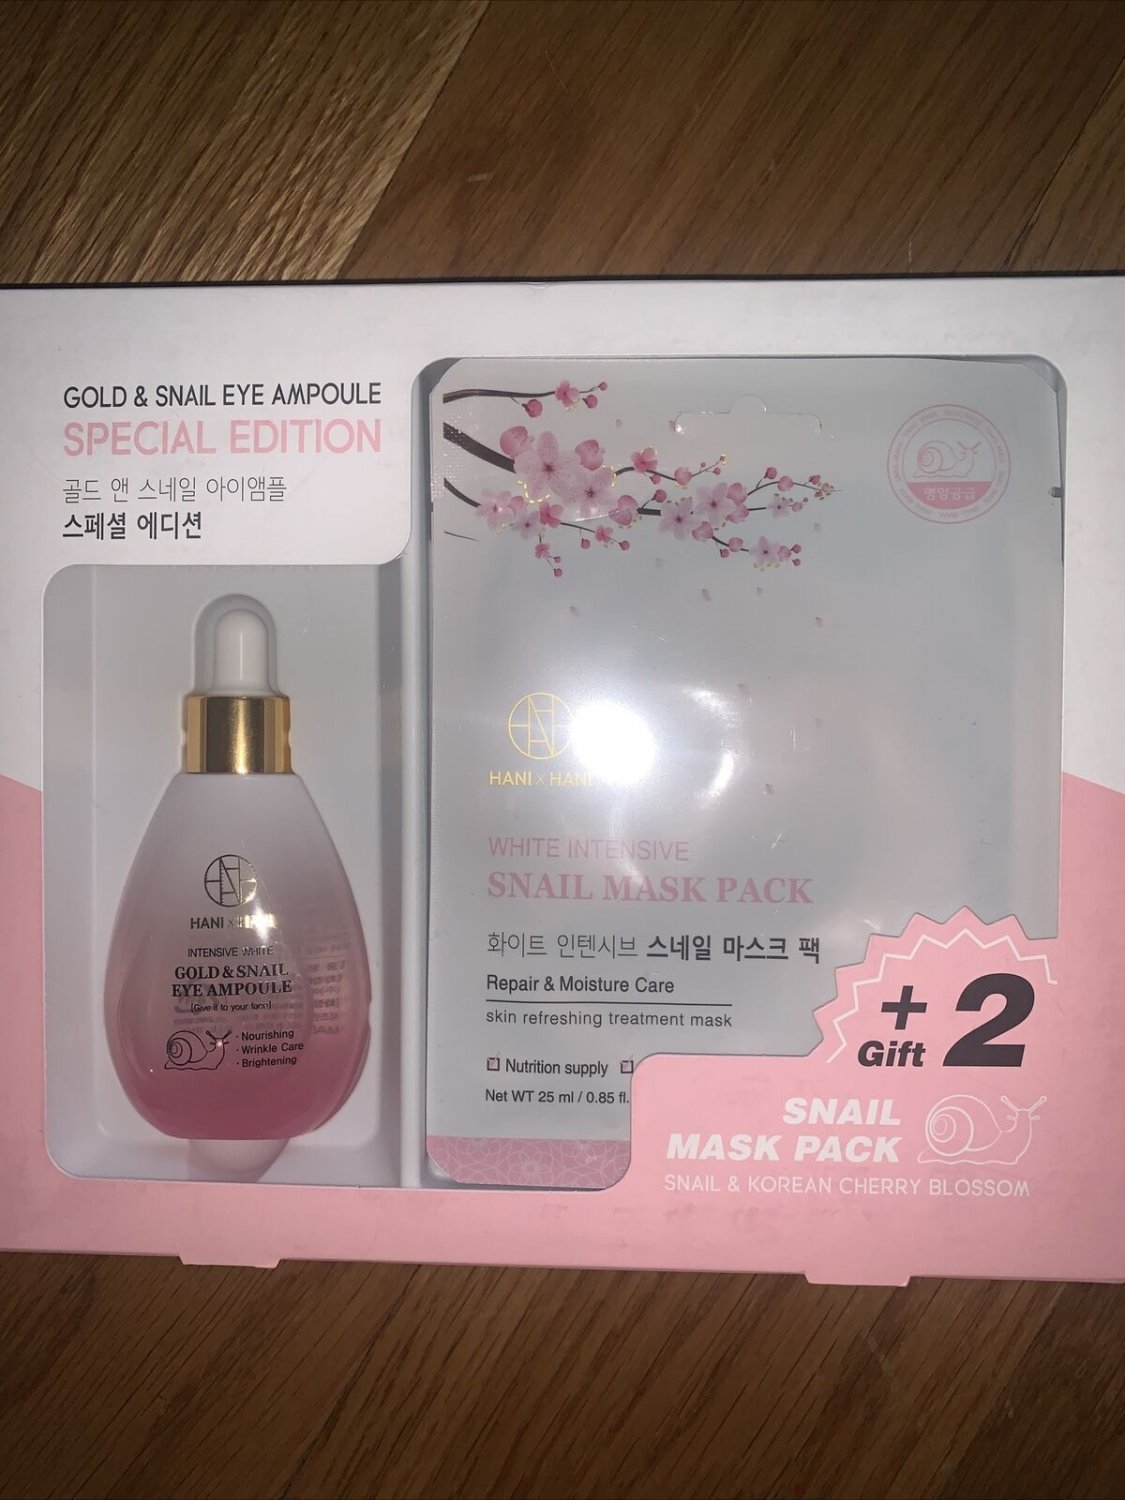 GOLD & SNAIL EYE AMPOULE
SPECIAL EDITION
골드 앤 스네일 아이앰플
스페셜 에디션
HANI x
INTENSIVE WHITE
GOLD & SNAIL
EYE AMPOULE
[Give it to your face]
· Nourishing
· Wrinkle Care
· Brightening
영양공급
HANI x HANI
WHITE INTENSIVE
SNAIL MASK PACK
화이트 인텐시브 스네일 마스크 팩
Repair & Moisture Care
skin refreshing treatment mask
Nutrition supply
Net WT 25 ml / 0.85 fl.
+ 2
Gift
SNAIL
MASK PACK
SNAIL & KOREAN CHERRY BLOSSOM